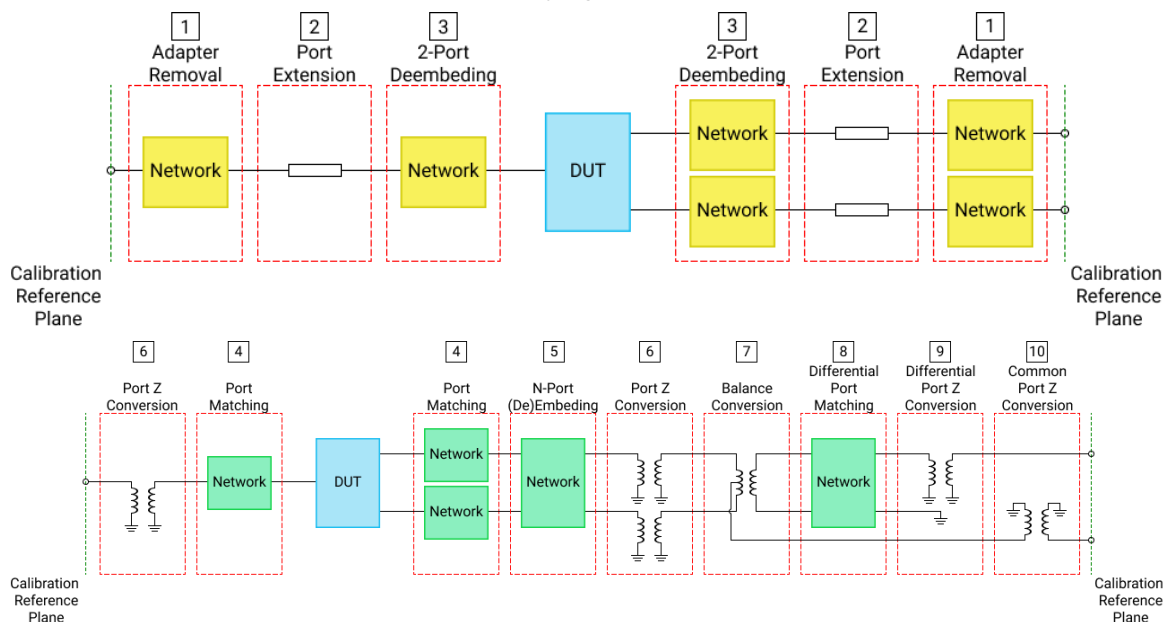 1
2
3
3
2
1
Adapter
Removal
Port
Extension
2-Port
Deembeding
2-Port
Deembeding
Port
Extension
Adapter
Removal
Network
Network
DUT
Network
Network
Network
Network
Calibration
Reference
Plane
Calibration
Reference
Plane
6
4
4
5
6
7
8
9
10
Port Z
Conversion
Port
Matching
Port
Matching
N-Port
(De)Embeding
Port Z
Conversion
Balance
Conversion
Differential
Port
Matching
Differential
Port Z
Conversion
Common
Port Z
Conversion
Network
DUT
Network
Network
Network
Network
Calibration
Reference
Plane
Calibration
Reference
Plane